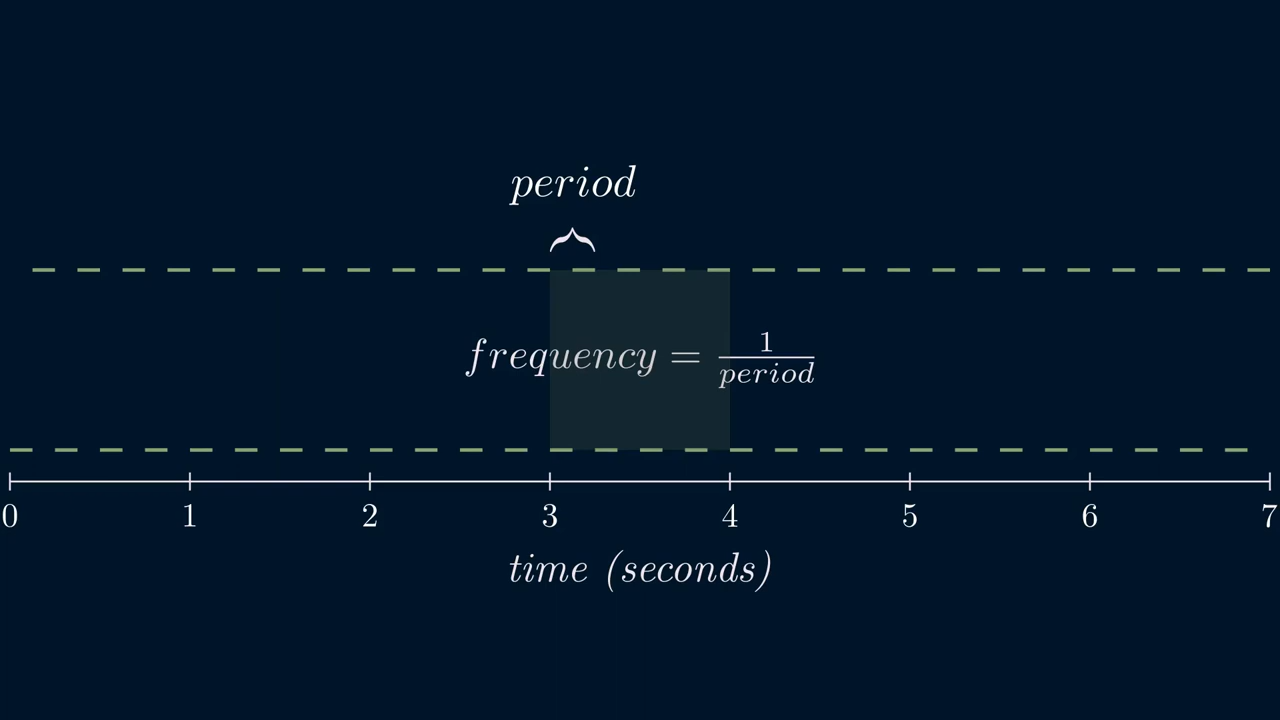 period
frequency = 1/period
0 1 2 3 4 5 6 7
time (seconds)